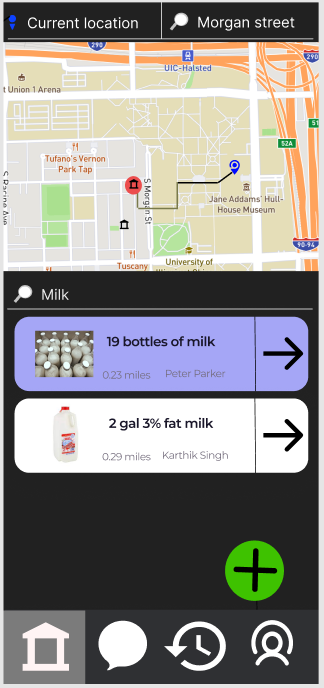 Current location
Morgan street
290
UIC-Halsted
t Union 1 Arena
51
52A
Tufano's Vernon
Park Tap
S Racine Ave
S Morgan St
Jane Addams' Hull-
House Museum
90-94
Tuscany
University of
Milk
19 bottles of milk
0.23 miles
Peter Parker
2 gal 3% fat milk
0.29 miles
Karthik Singh